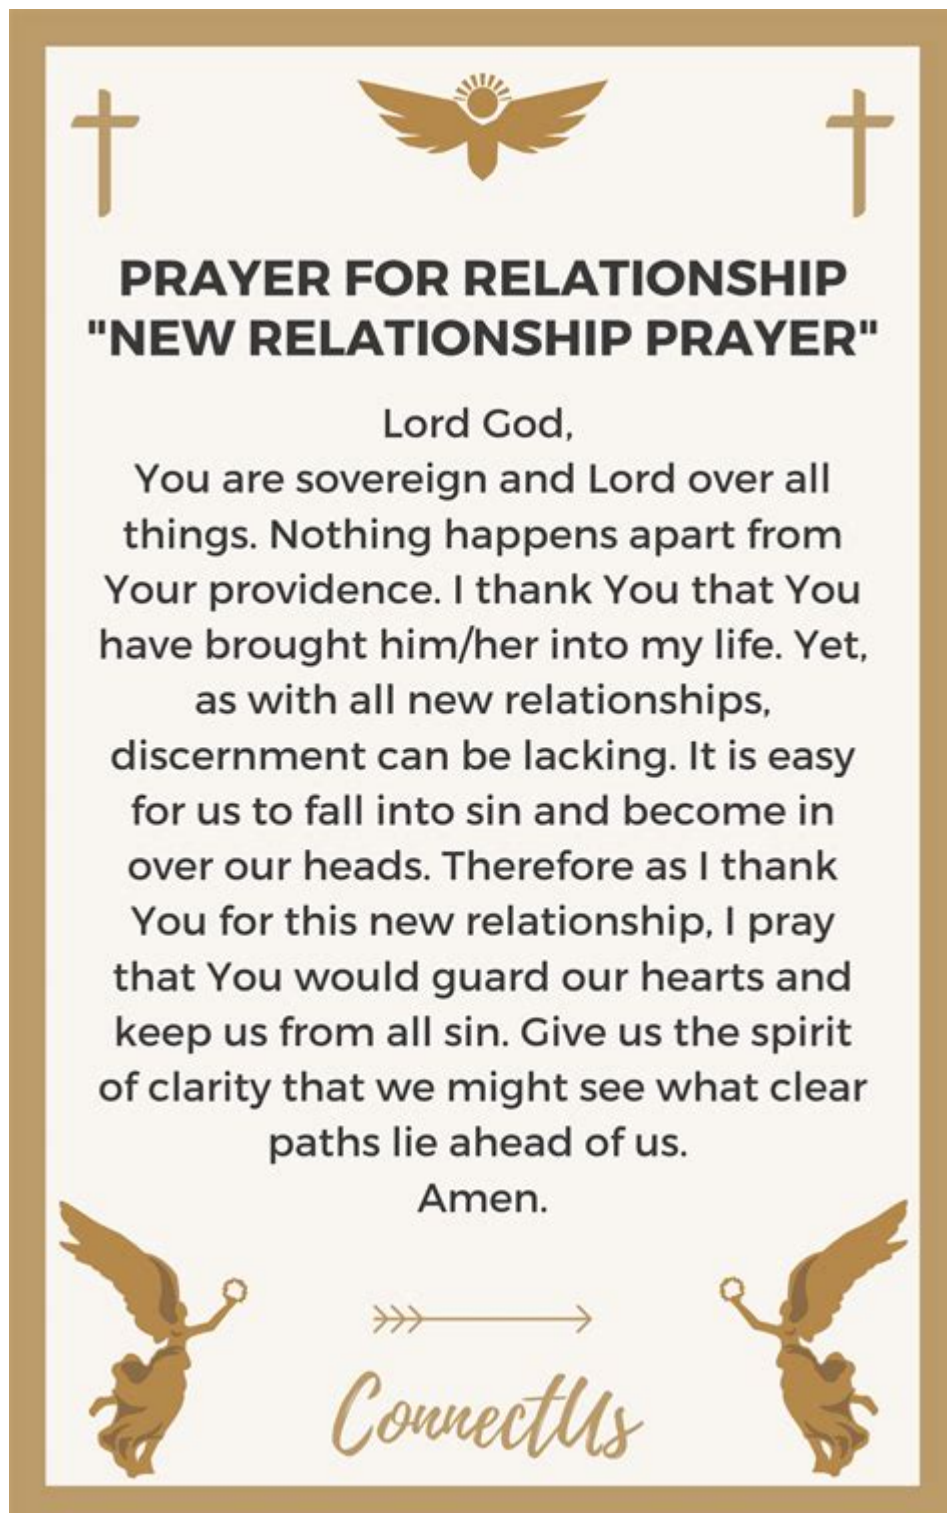 PRAYER FOR RELATIONSHIP
"NEW RELATIONSHIP PRAYER"
Lord God,
You are sovereign and Lord over all
things. Nothing happens apart from
Your providence. I thank You that You
have brought him/her into my life. Yet,
as with all new relationships,
discernment can be lacking. It is easy
for us to fall into sin and become in
over our heads. Therefore as I thank
You for this new relationship, I pray
that You would guard our hearts and
keep us from all sin. Give us the spirit
of clarity that we might see what clear
paths lie ahead of us.
Amen.
ConnectUs